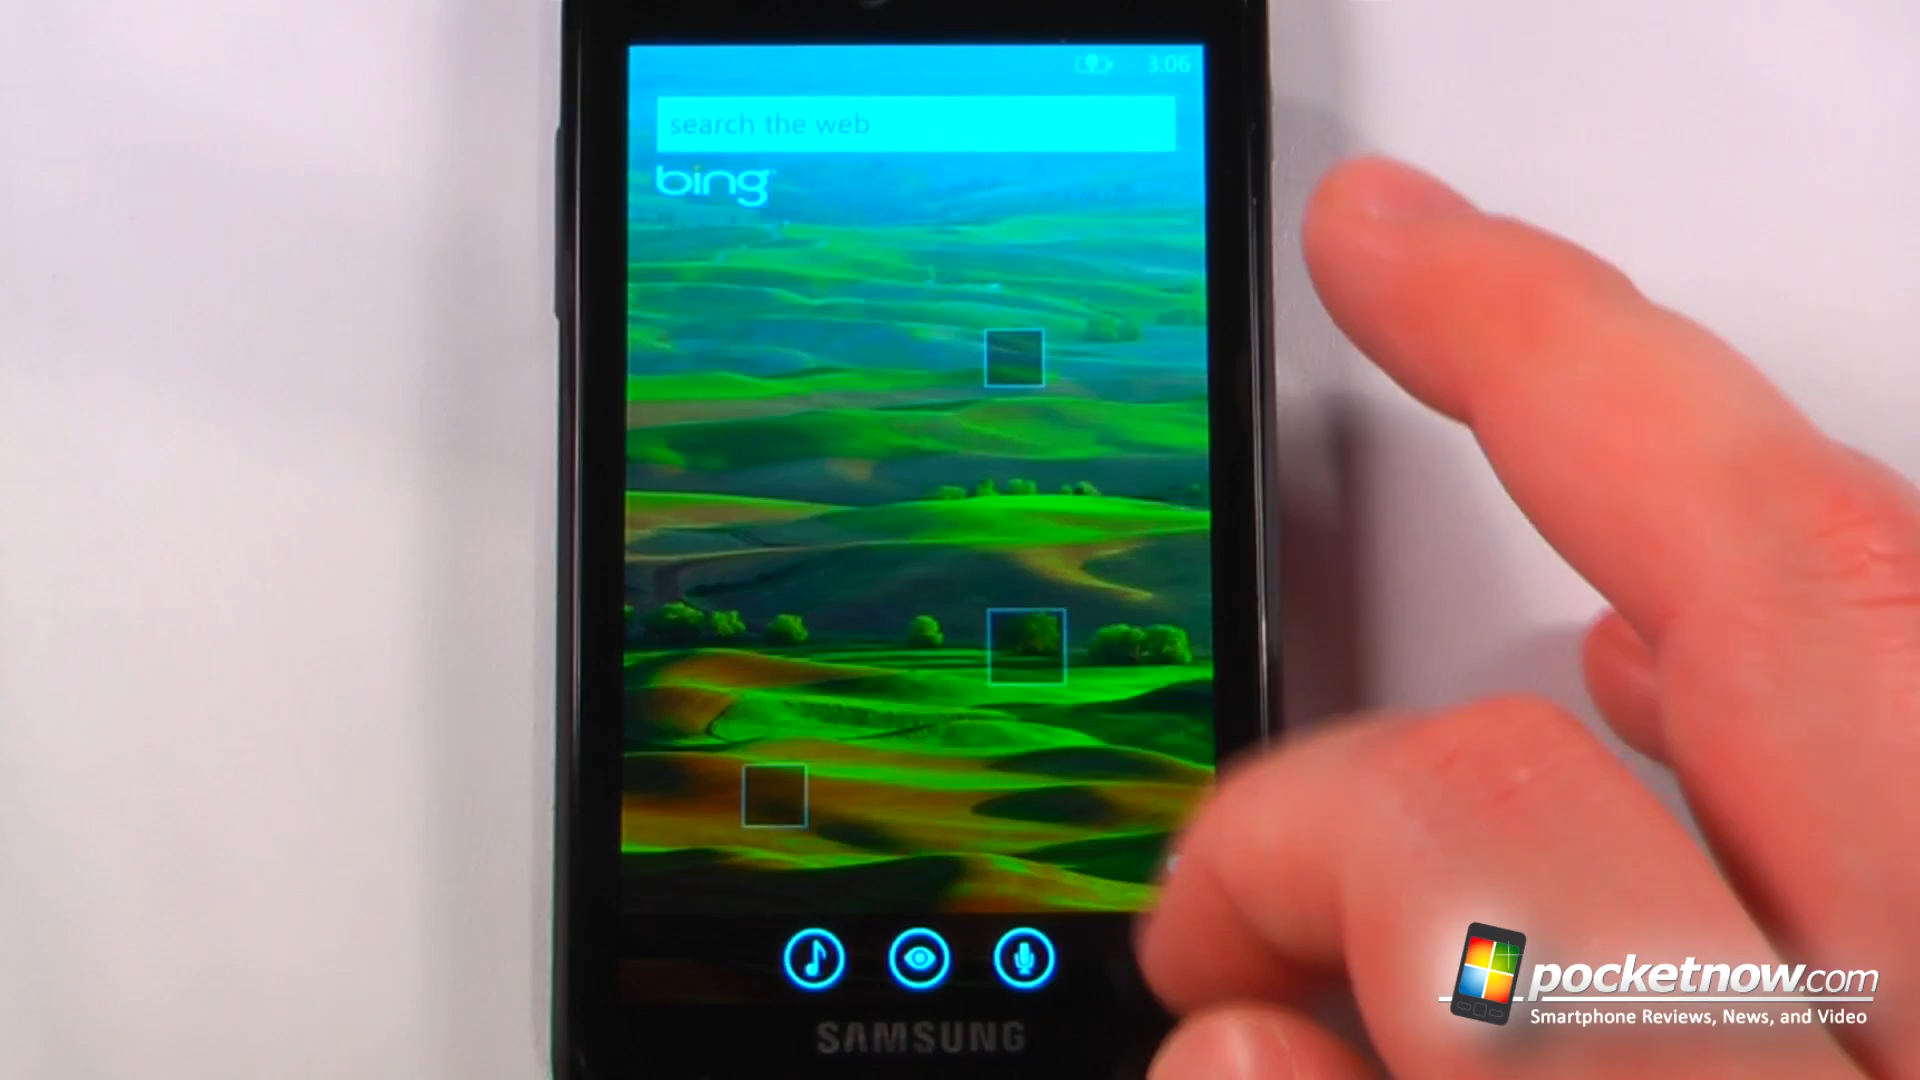 3:06
search the web
bing
SAMSUNG
pocketnow.com
Smartphone Reviews, News, and Video